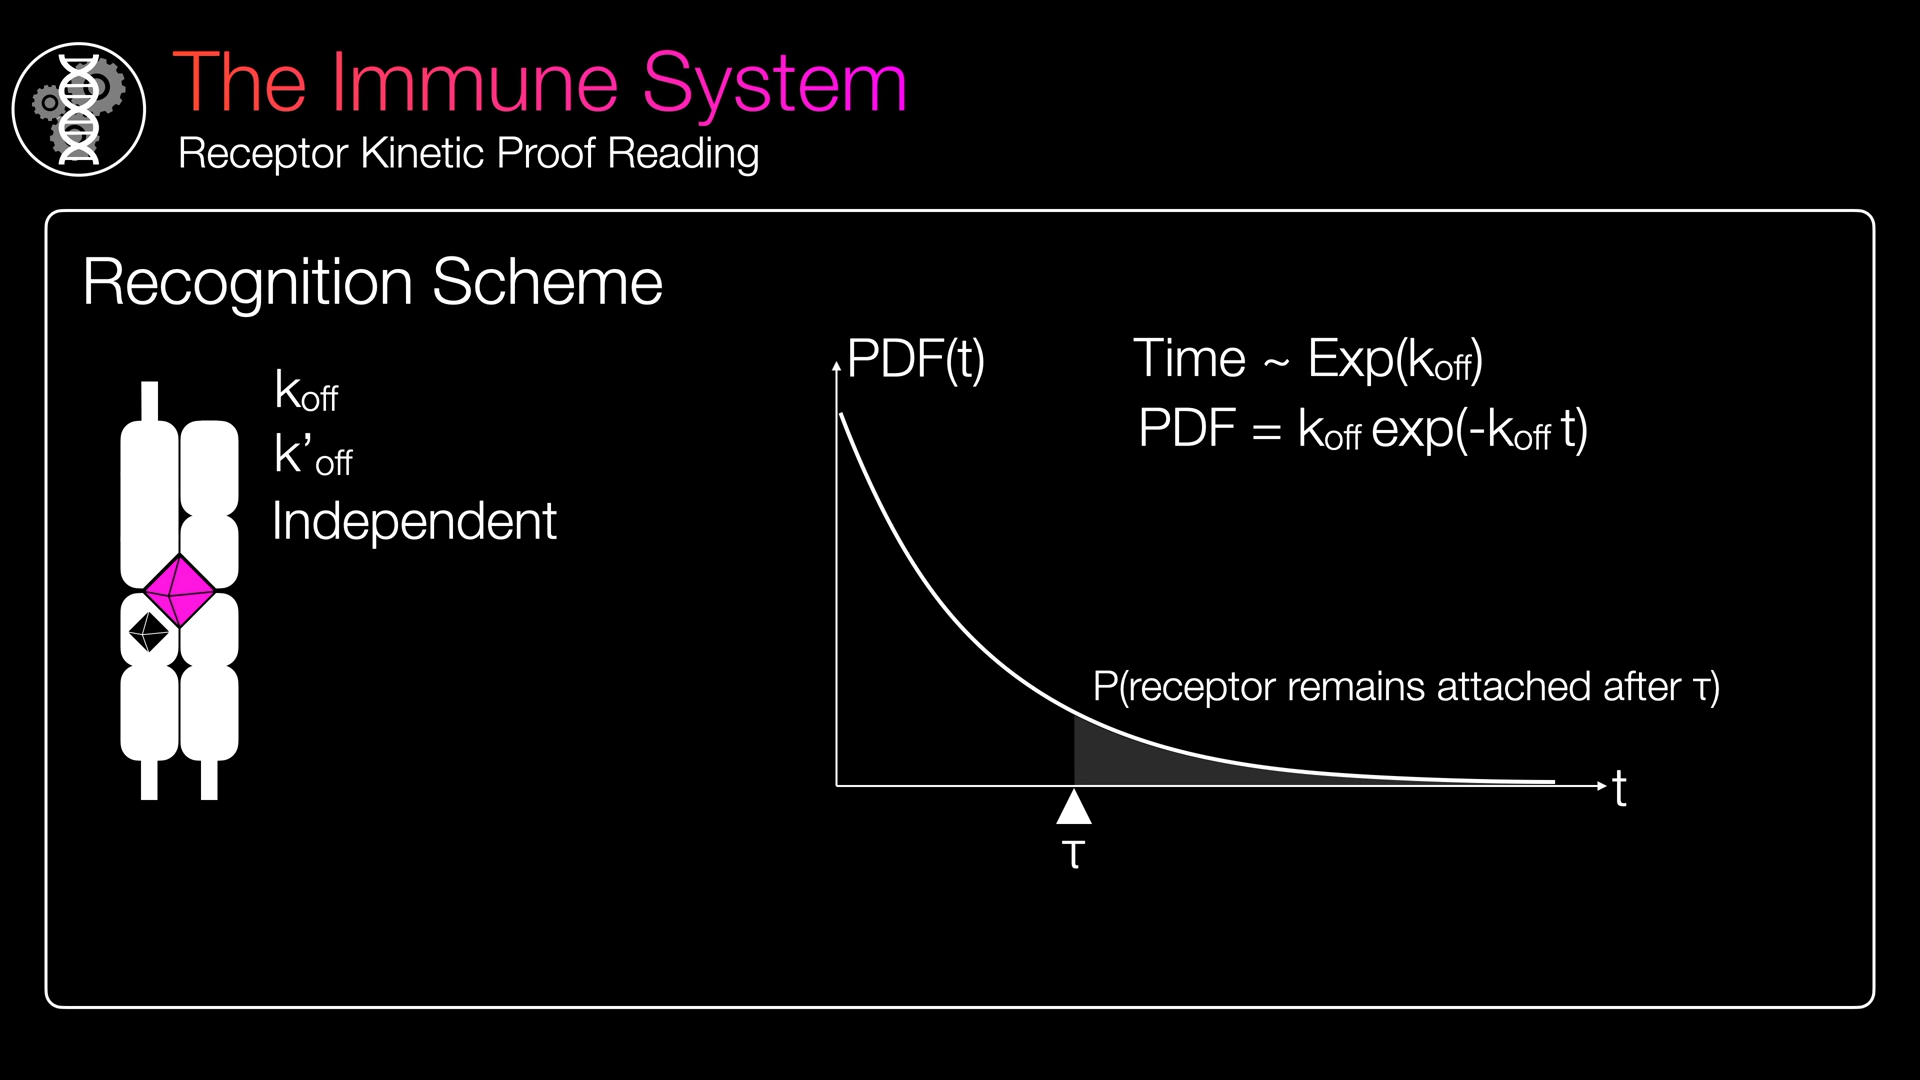 The Immune System
Receptor Kinetic Proof Reading
Recognition Scheme
koff
k’off
Independent
PDF(t)
Time ~ Exp(koff)
PDF = koff exp(-koff t)
P(receptor remains attached after τ)
t
τ